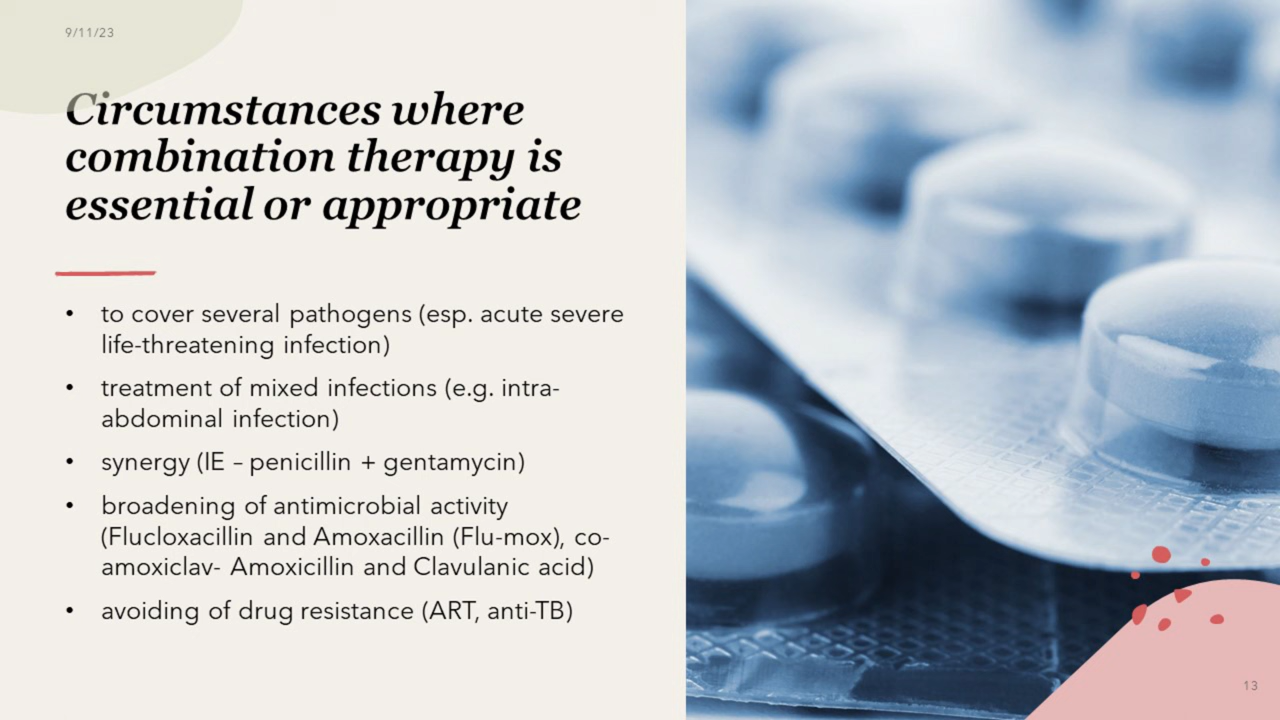 9/11/23
Circumstances where
combination therapy is
essential or appropriate
• to cover several pathogens (esp. acute severe
life-threatening infection)
• treatment of mixed infections (e.g. intra-
abdominal infection)
• synergy (IE – penicillin + gentamycin)
• broadening of antimicrobial activity
(Flucloxacillin and Amoxacillin (Flu-mox), co-
amoxiclav- Amoxicillin and Clavulanic acid)
• avoiding of drug resistance (ART, anti-TB)
13